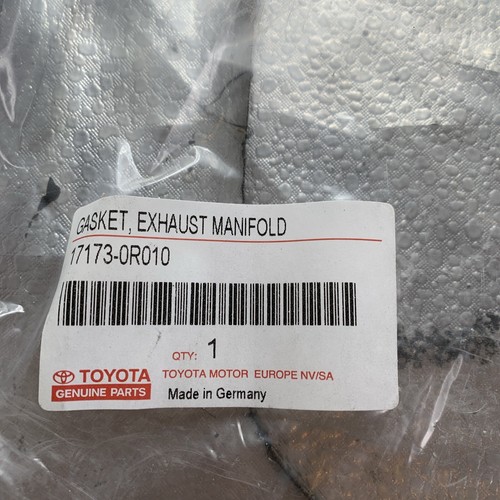 GASKET, EXHAUST MANIFOLD
17173-0R010
QTY: 1
TOYOTA
GENUINE PARTS
TOYOTA MOTOR EUROPE NV/SA
Made in Germany